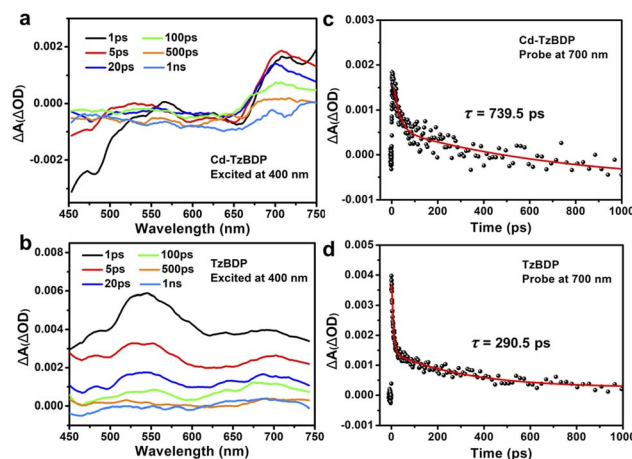 a
1ps 100ps
5ps 500ps
20ps 1ns
Cd-TzBDP
Excited at 400 nm
ΔA(ΔOD)
0.002
0.000
-0.002
450 500 550 600 650 700 750
Wavelength (nm)
b
1ps 100ps
5ps 500ps
20ps 1ns
TzBDP
Excited at 400 nm
ΔA(ΔOD)
0.008
0.006
0.004
0.002
0.000
450 500 550 600 650 700 750
Wavelength (nm)
c
Cd-TzBDP
Probe at 700 nm
τ = 739.5 ps
ΔA(ΔOD)
0.003
0.002
0.001
0.000
-0.001
0 200 400 600 800 1000
Time (ps)
d
TzBDP
Probe at 700 nm
τ = 290.5 ps
ΔA(ΔOD)
0.005
0.004
0.003
0.002
0.001
0.000
-0.001
0 200 400 600 800 1000
Time (ps)